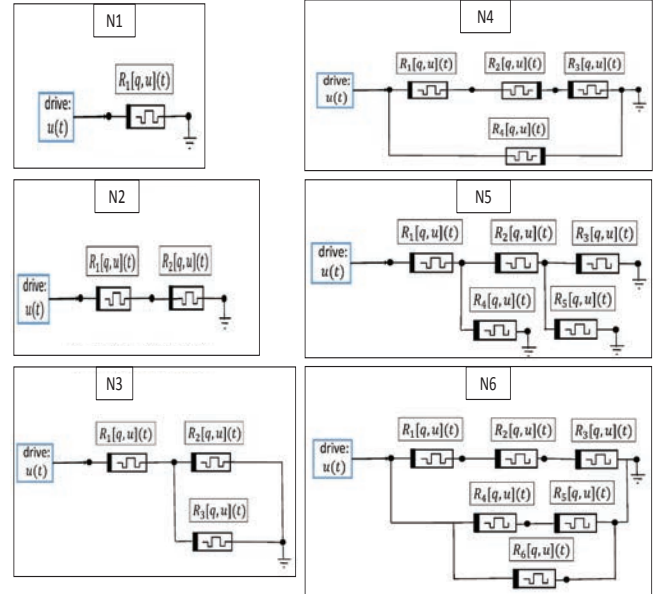 N1
R₁[q,u](t)
drive:
u(t)
N2
R₁[q,u](t) R₂[q,u](t)
drive:
u(t)
N3
R₁[q,u](t) R₂[q,u](t)
drive:
u(t)
R₃[q,u](t)
N4
R₁[q,u](t) R₂[q,u](t) R₃[q,u](t)
drive:
u(t)
R₄[q,u](t)
N5
R₁[q,u](t) R₂[q,u](t) R₃[q,u](t)
drive:
u(t)
R₄[q,u](t) R₅[q,u](t)
N6
R₁[q,u](t) R₂[q,u](t) R₃[q,u](t)
drive:
u(t)
R₄[q,u](t) R₅[q,u](t)
R₆[q,u](t)